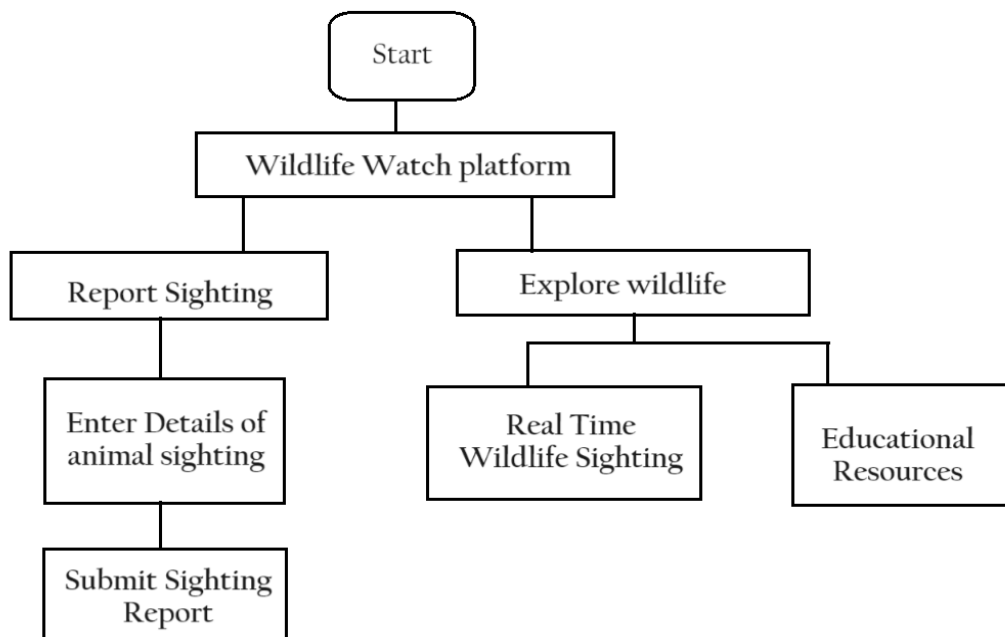 Start
Wildlife Watch platform
Report Sighting
Explore wildlife
Enter Details of
animal sighting
Real Time
Wildlife Sighting
Educational
Resources
Submit Sighting
Report